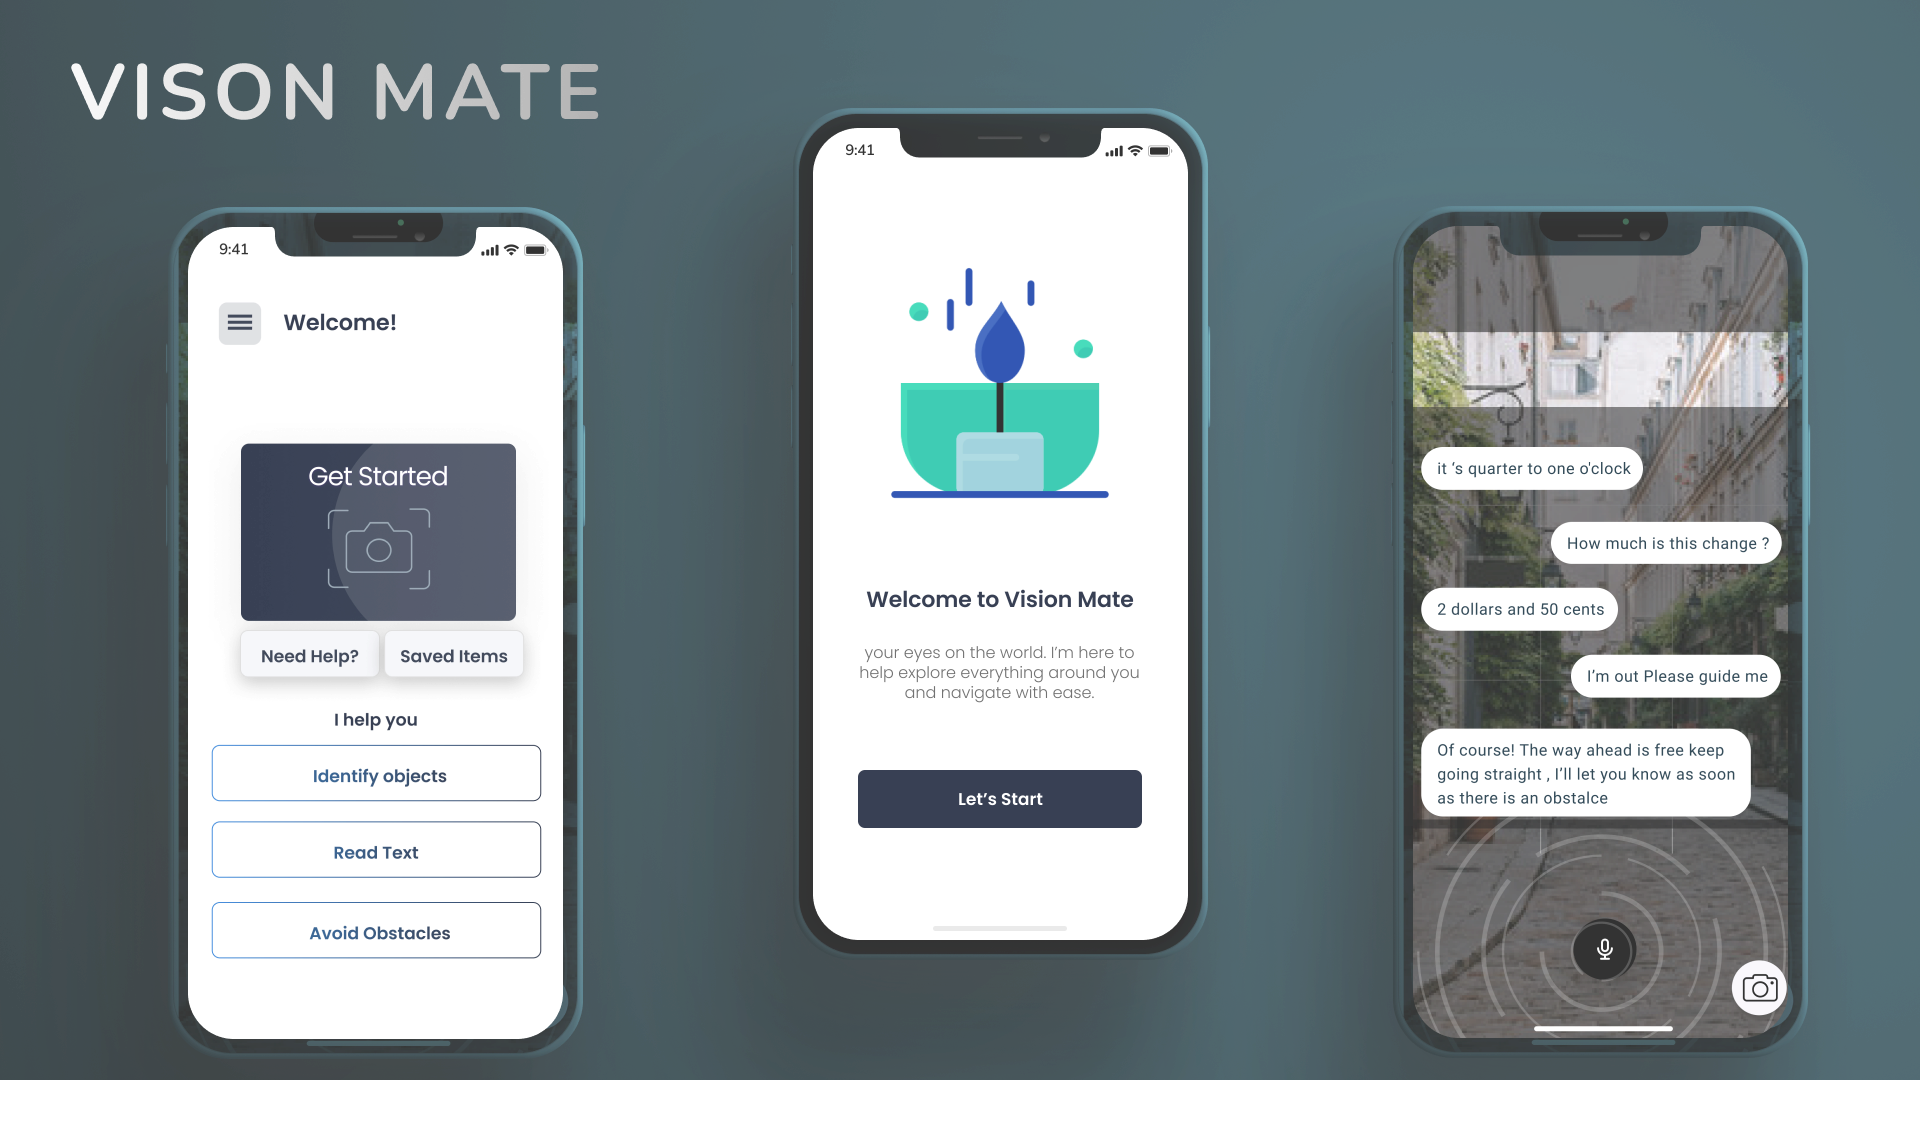 VISON MATE
9:41
Welcome!
Get Started
Need Help?
Saved Items
I help you
Identify objects
Read Text
Avoid Obstacles
9:41
Welcome to Vision Mate
your eyes on the world. I'm here to
help explore everything around you
and navigate with ease.
Let's Start
it 's quarter to one o'clock
How much is this change ?
2 dollars and 50 cents
I'm out Please guide me
Of course! The way ahead is free keep
going straight , I'll let you know as soon
as there is an obstalce